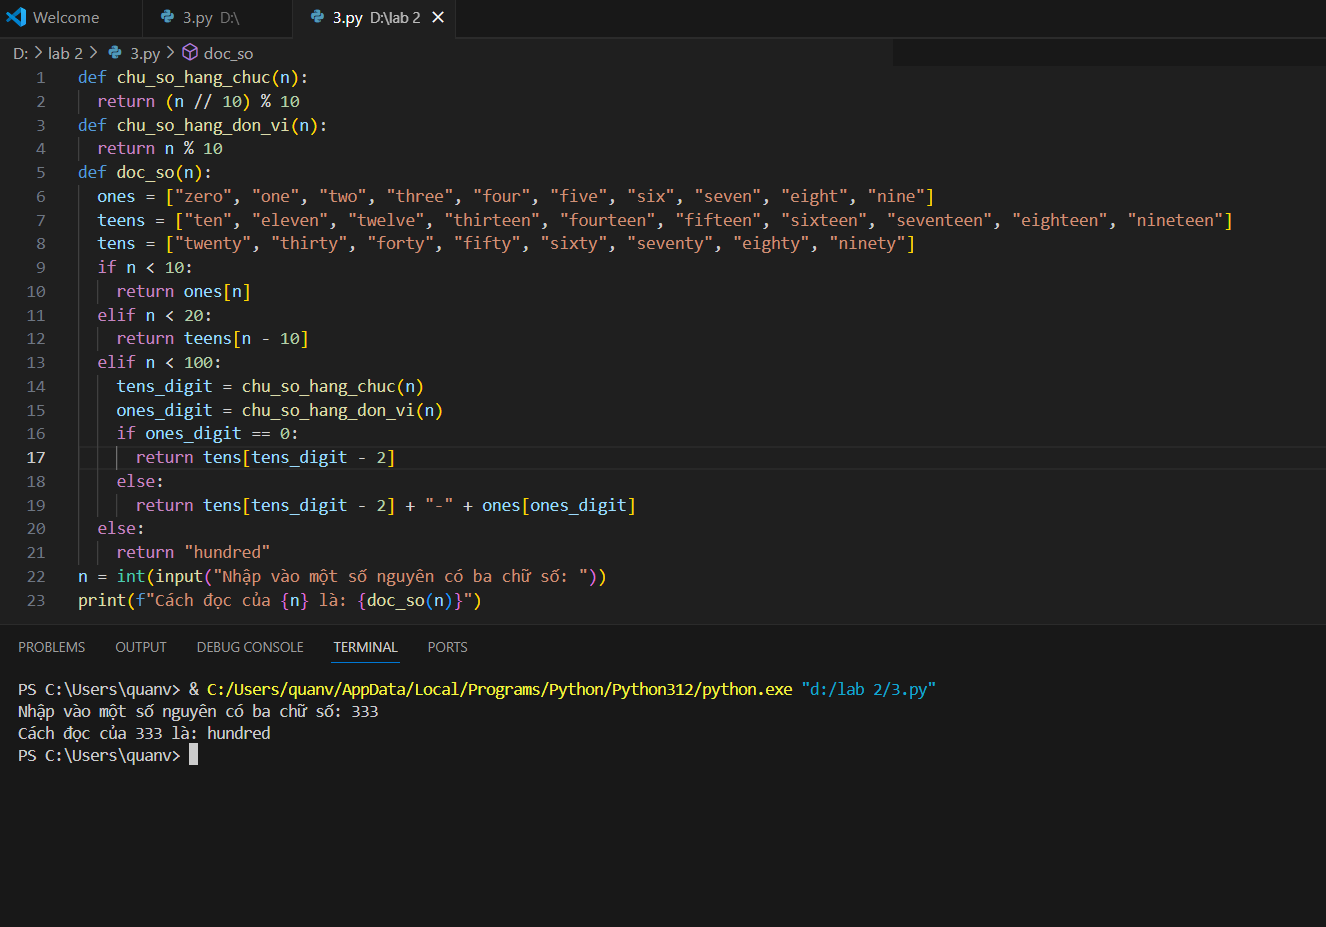 Welcome 3.py D:\ 3.py D:\lab 2
D: > lab 2 > 3.py > doc_so
1 def chu_so_hang_chuc(n):
2 return (n // 10) % 10
3 def chu_so_hang_don_vi(n):
4 return n % 10
5 def doc_so(n):
6 ones = ["zero", "one", "two", "three", "four", "five", "six", "seven", "eight", "nine"]
7 teens = ["ten", "eleven", "twelve", "thirteen", "fourteen", "fifteen", "sixteen", "seventeen", "eighteen", "nineteen"]
8 tens = ["twenty", "thirty", "forty", "fifty", "sixty", "seventy", "eighty", "ninety"]
9 if n < 10:
10 return ones[n]
11 elif n < 20:
12 return teens[n - 10]
13 elif n < 100:
14 tens_digit = chu_so_hang_chuc(n)
15 ones_digit = chu_so_hang_don_vi(n)
16 if ones_digit == 0:
17 return tens[tens_digit - 2]
18 else:
19 return tens[tens_digit - 2] + "-" + ones[ones_digit]
20 else:
21 return "hundred"
22 n = int(input("Nhập vào một số nguyên có ba chữ số: "))
23 print(f"Cách đọc của {n} là: {doc_so(n)}")
PROBLEMS OUTPUT DEBUG CONSOLE TERMINAL PORTS
PS C:\Users\quanv> & C:/Users/quanv/AppData/Local/Programs/Python/Python312/python.exe "d:/lab 2/3.py"
Nhập vào một số nguyên có ba chữ số: 333
Cách đọc của 333 là: hundred
PS C:\Users\quanv>